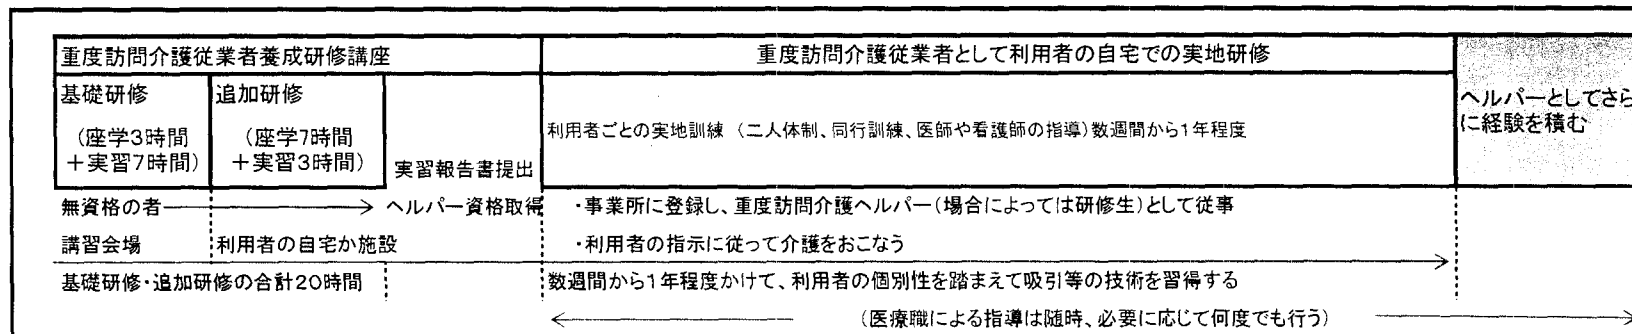 重度訪問介護従業者養成研修講座
重度訪問介護従業者として利用者の自宅での実地研修
基礎研修
（座学3時間
＋実習7時間）
追加研修
（座学7時間
＋実習3時間）
実習報告書提出
利用者ごとの実地訓練 （二人体制、同行訓練、医師や看護師の指導）数週間から1年程度
ヘルパーとしてさら
に経験を積む
無資格の者
ヘルパー資格取得
・事業所に登録し、重度訪問介護ヘルパー（場合によっては研修生）として従事
講習会場
利用者の自宅か施設
・利用者の指示に従って介護をおこなう
基礎研修・追加研修の合計20時間
数週間から1年程度かけて、利用者の個別性を踏まえて吸引等の技術を習得する
（医療職による指導は随時、必要に応じて何度でも行う）